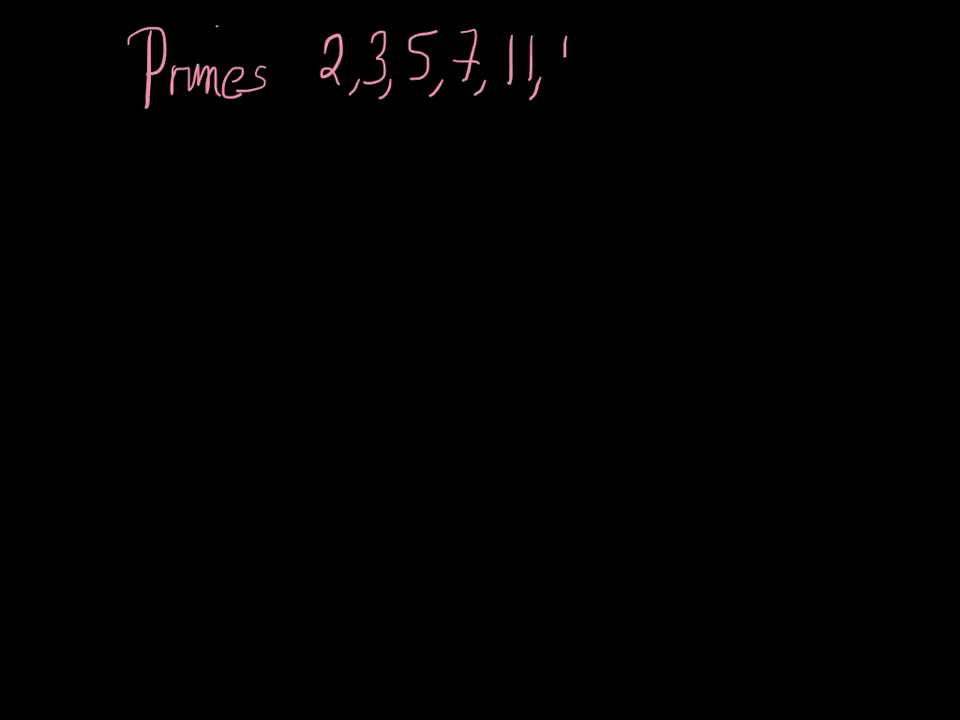 Primes 2, 3, 5, 7, 11,